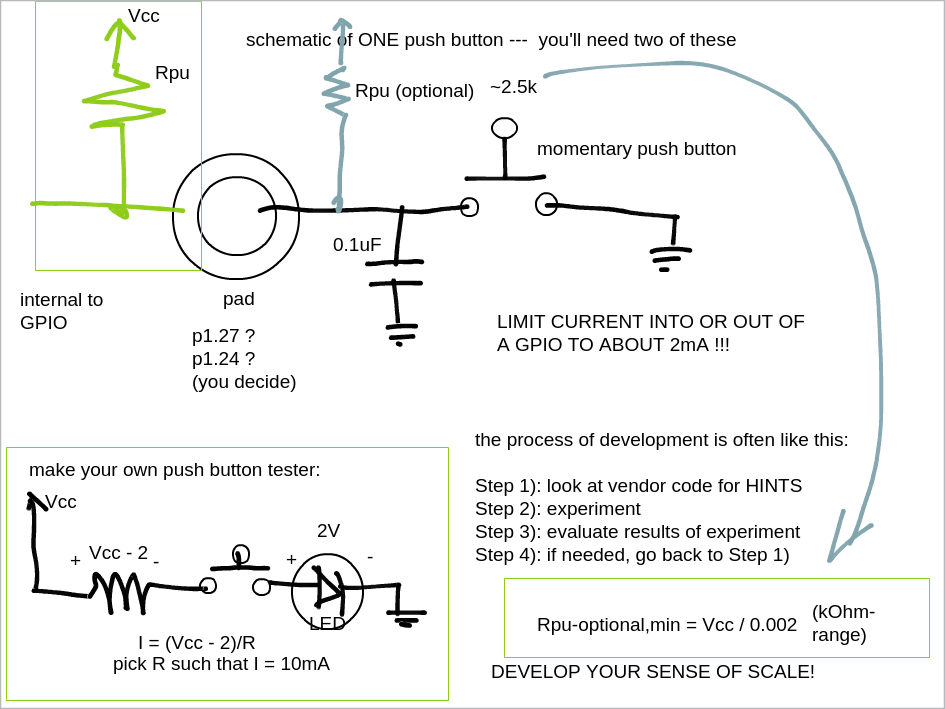 Vcc
schematic of ONE push button ---  you'll need two of these
Rpu
Rpu (optional)
~2.5k
momentary push button
0.1uF
internal to
GPIO
pad
p1.27 ?
p1.24 ?
(you decide)
LIMIT CURRENT INTO OR OUT OF
A GPIO TO ABOUT 2mA !!!
the process of development is often like this:
Step 1): look at vendor code for HINTS
Step 2): experiment
Step 3): evaluate results of experiment
Step 4): if needed, go back to Step 1)
make your own push button tester:
Vcc
2V
+ Vcc - 2 -
+ -
LED
I = (Vcc - 2)/R
pick R such that I = 10mA
Rpu-optional,min = Vcc / 0.002
(kOhm-
range)
DEVELOP YOUR SENSE OF SCALE!